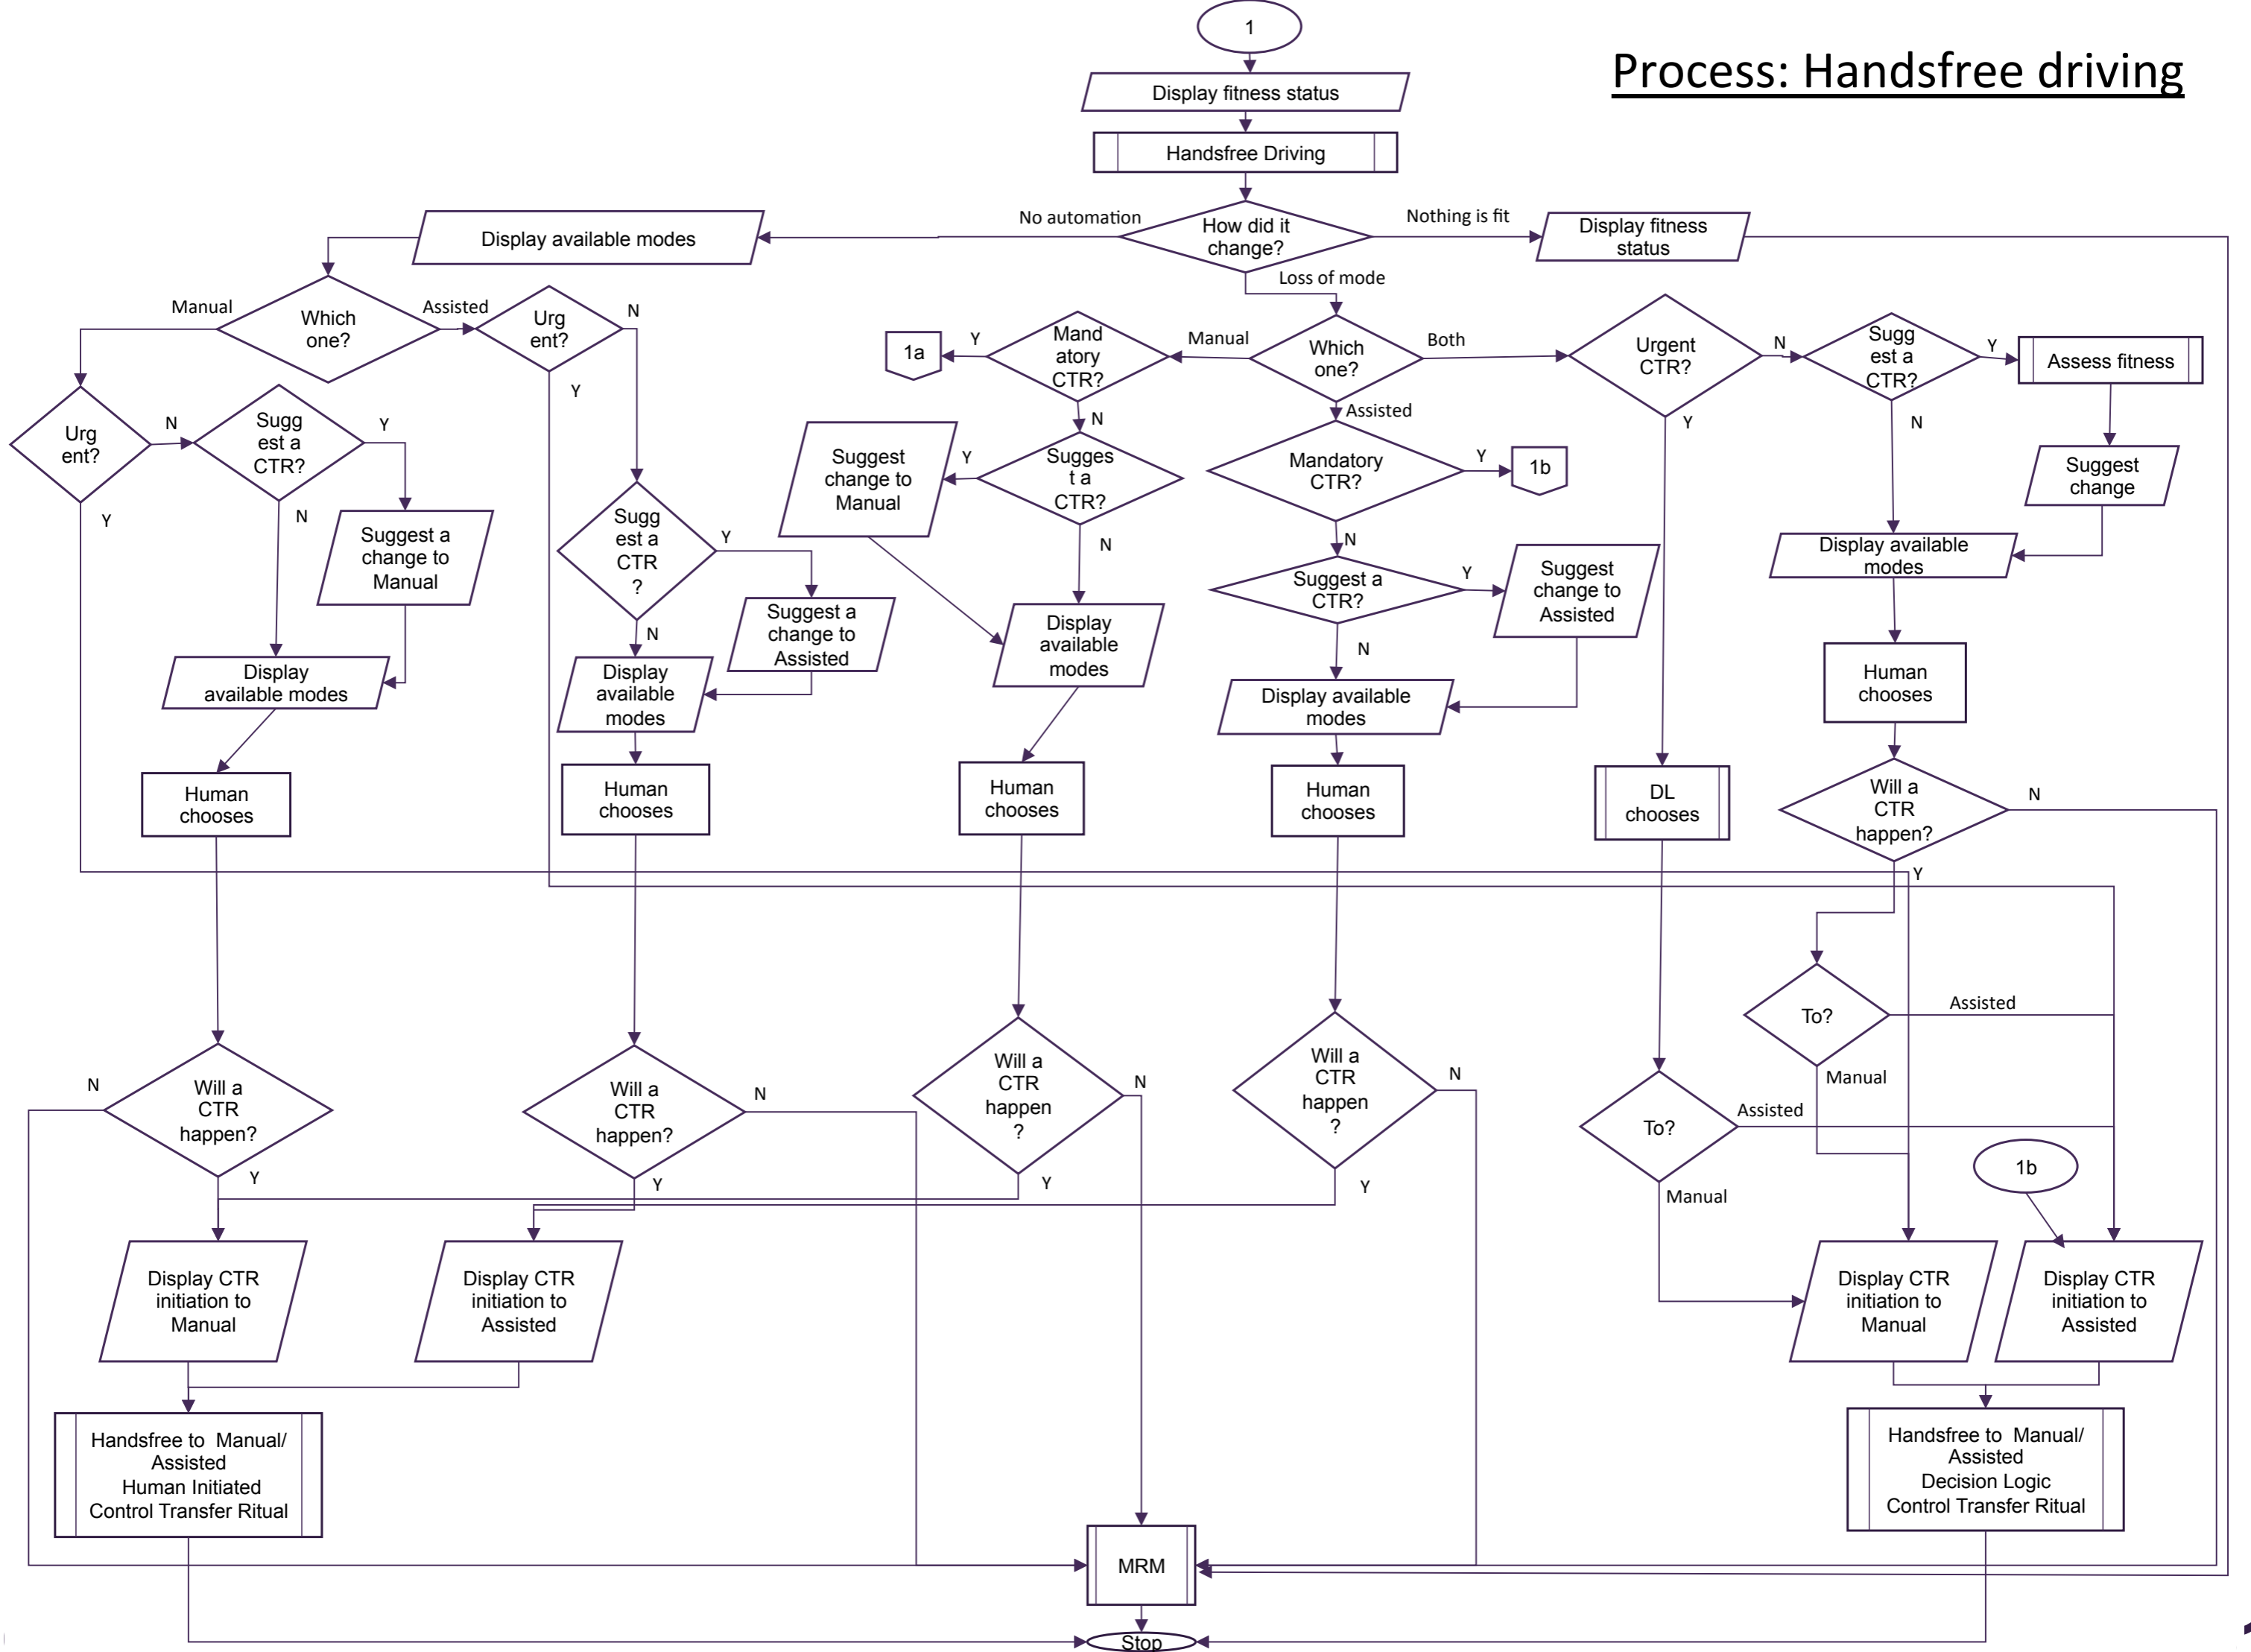 1
Process: Handsfree driving
Display fitness status
Handsfree Driving
No automation
Nothing is fit
How did it
change?
Display available modes
Display fitness
status
Loss of mode
Manual
Which
one?
Assisted
Urg
ent?
N
Y
1a
Y
Mand
atory
CTR?
Manual
Which
one?
Both
Urgent
CTR?
N
Sugg
est a
CTR?
Y
Assess fitness
Urg
ent?
N
Sugg
est a
CTR?
Y
N
Assisted
Y
N
Suggest
change
Suggest
change to
Manual
Y
Sugges
t a
CTR?
Mandatory
CTR?
Y
1b
Y
N
Suggest a
change to
Manual
Sugg
est a
CTR
?
Y
N
N
Display available
modes
Suggest a
CTR?
Y
Suggest
change to
Assisted
Suggest a
change to
Assisted
N
Display
available
modes
N
Display
available modes
Display
available
modes
Display available
modes
Human
chooses
Human
chooses
Human
chooses
Human
chooses
Human
chooses
DL
chooses
Will a
CTR
happen?
N
Y
To?
Assisted
Manual
N
Will a
CTR
happen?
Y
Will a
CTR
happen?
N
Y
Will a
CTR
happen
?
N
Y
Will a
CTR
happen
?
N
Y
To?
Assisted
Manual
1b
Display CTR
initiation to
Manual
Display CTR
initiation to
Assisted
Display CTR
initiation to
Manual
Display CTR
initiation to
Assisted
Handsfree to Manual/
Assisted
Human Initiated
Control Transfer Ritual
Handsfree to Manual/
Assisted
Decision Logic
Control Transfer Ritual
MRM
Stop